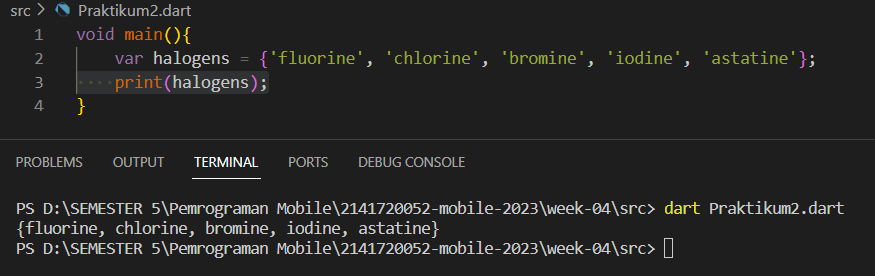 src > Praktikum2.dart
1 void main(){
2 var halogens = {'fluorine', 'chlorine', 'bromine', 'iodine', 'astatine'};
3 ····print(halogens);
4 }
PROBLEMS OUTPUT TERMINAL PORTS DEBUG CONSOLE
PS D:\SEMESTER 5\Pemrograman Mobile\2141720052-mobile-2023\week-04\src> dart Praktikum2.dart
{fluorine, chlorine, bromine, iodine, astatine}
PS D:\SEMESTER 5\Pemrograman Mobile\2141720052-mobile-2023\week-04\src>